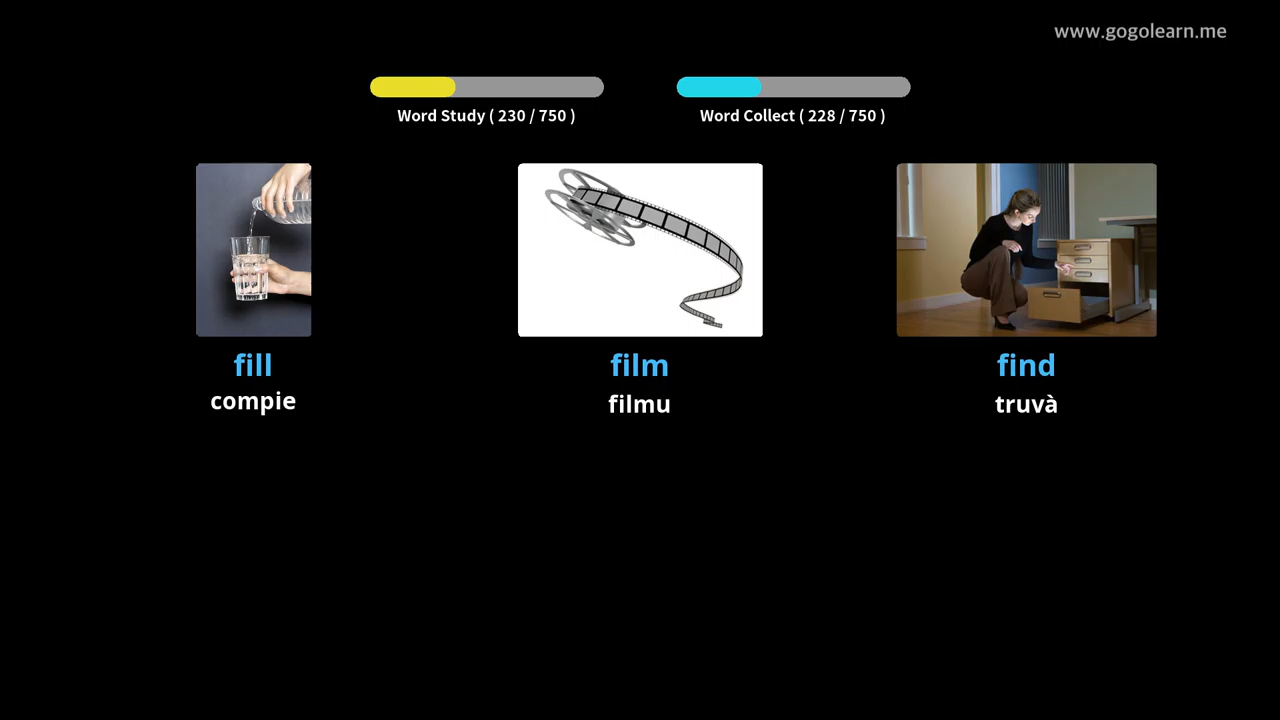 www.gogolearn.me
Word Study ( 230 / 750 )
Word Collect ( 228 / 750 )
fill
film
find
compie
filmu
truvà